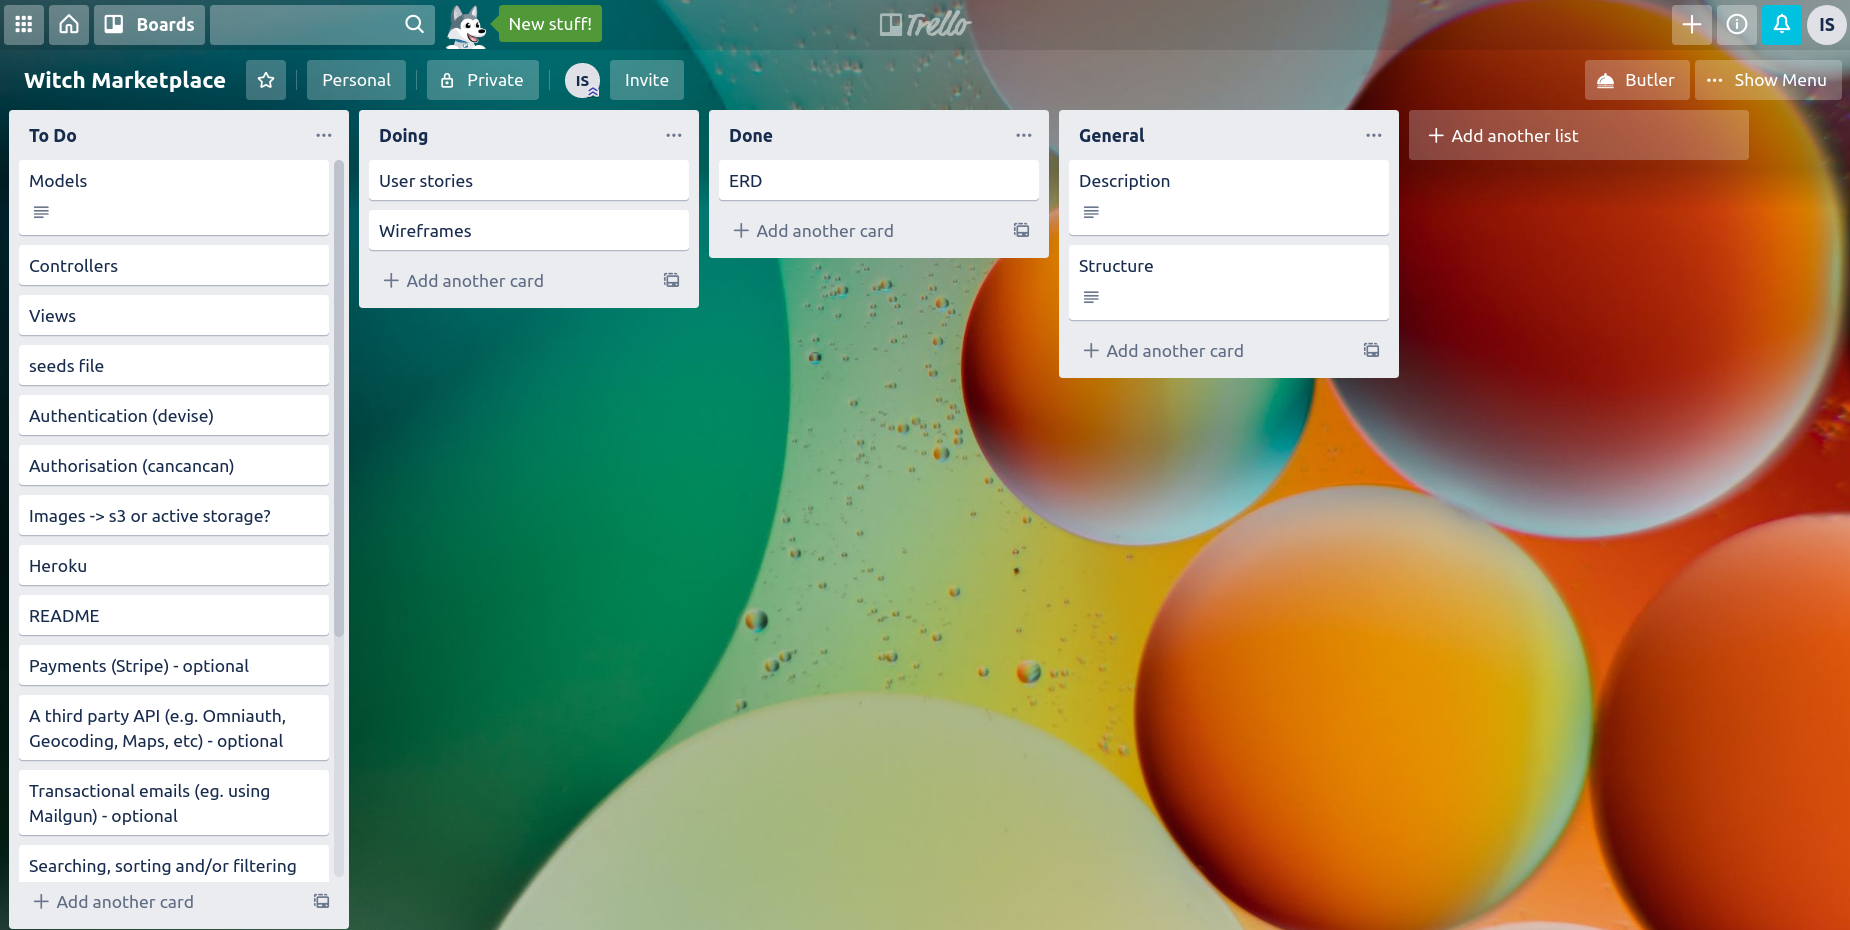 Boards
New stuff!
Trello
IS
Witch Marketplace
Personal
Private
IS
Invite
Butler
Show Menu
To Do
Models
Controllers
Views
seeds file
Authentication (devise)
Authorisation (cancancan)
Images -> s3 or active storage?
Heroku
README
Payments (Stripe) - optional
A third party API (e.g. Omniauth,
Geocoding, Maps, etc) - optional
Transactional emails (eg. using
Mailgun) - optional
Searching, sorting and/or filtering
Add another card
Doing
User stories
Wireframes
Add another card
Done
ERD
Add another card
General
Description
Structure
Add another card
Add another list